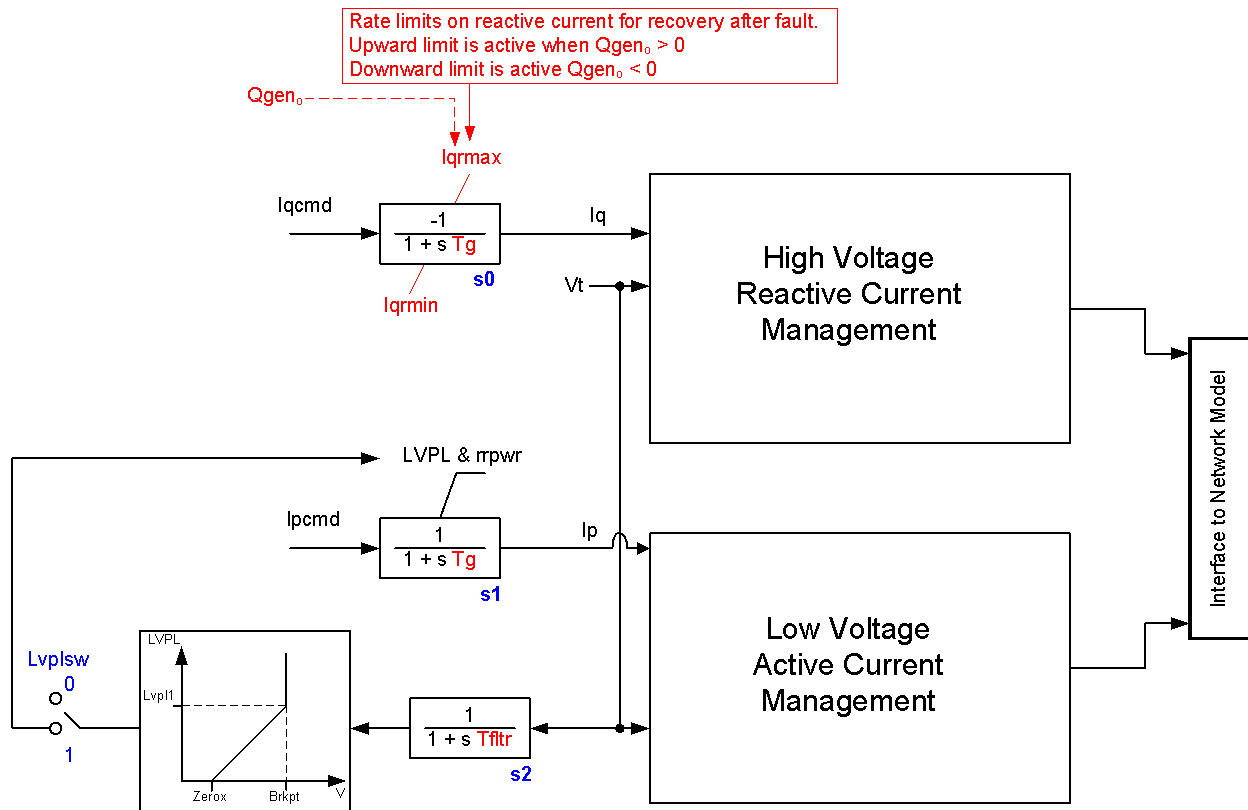 Rate limits on reactive current for recovery after fault.
Upward limit is active when Qgen₀ > 0
Downward limit is active Qgen₀ < 0
Qgen₀
Iqrmax
Iqcmd
-1
1 + s Tg
s0
Iqrmin
Iq
Vt
High Voltage
Reactive Current
Management
Interface to Network Model
LVPL & rrpwr
Ipcmd
1
1 + s Tg
s1
Ip
Low Voltage
Active Current
Management
Lvplsw
0
1
LVPL
Lvpl1
Zerox
Brkpt
V
1
1 + s Tfltr
s2